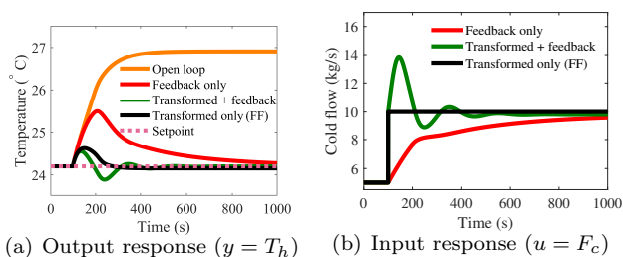 Temperature (°C)
27
26
25
24
Open loop
Feedback only
Transformed + feedback
Transformed only (FF)
Setpoint
0 200 400 600 800 1000
Time (s)
(a) Output response (y = T_h)
Cold flow (kg/s)
16
14
12
10
8
6
Feedback only
Transformed + feedback
Transformed only (FF)
0 200 400 600 800 1000
Time (s)
(b) Input response (u = F_c)